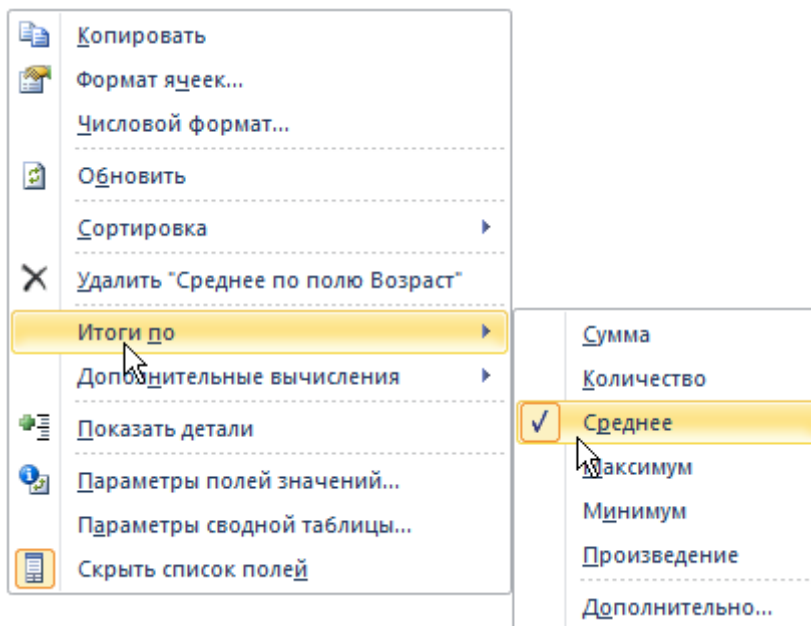 Копировать
Формат ячеек...
Числовой формат...
Обновить
Сортировка
Удалить "Среднее по полю Возраст"
Итоги по
Дополнительные вычисления
Показать детали
Параметры полей значений...
Параметры сводной таблицы...
Скрыть список полей
Сумма
Количество
Среднее
Максимум
Минимум
Произведение
Дополнительно...